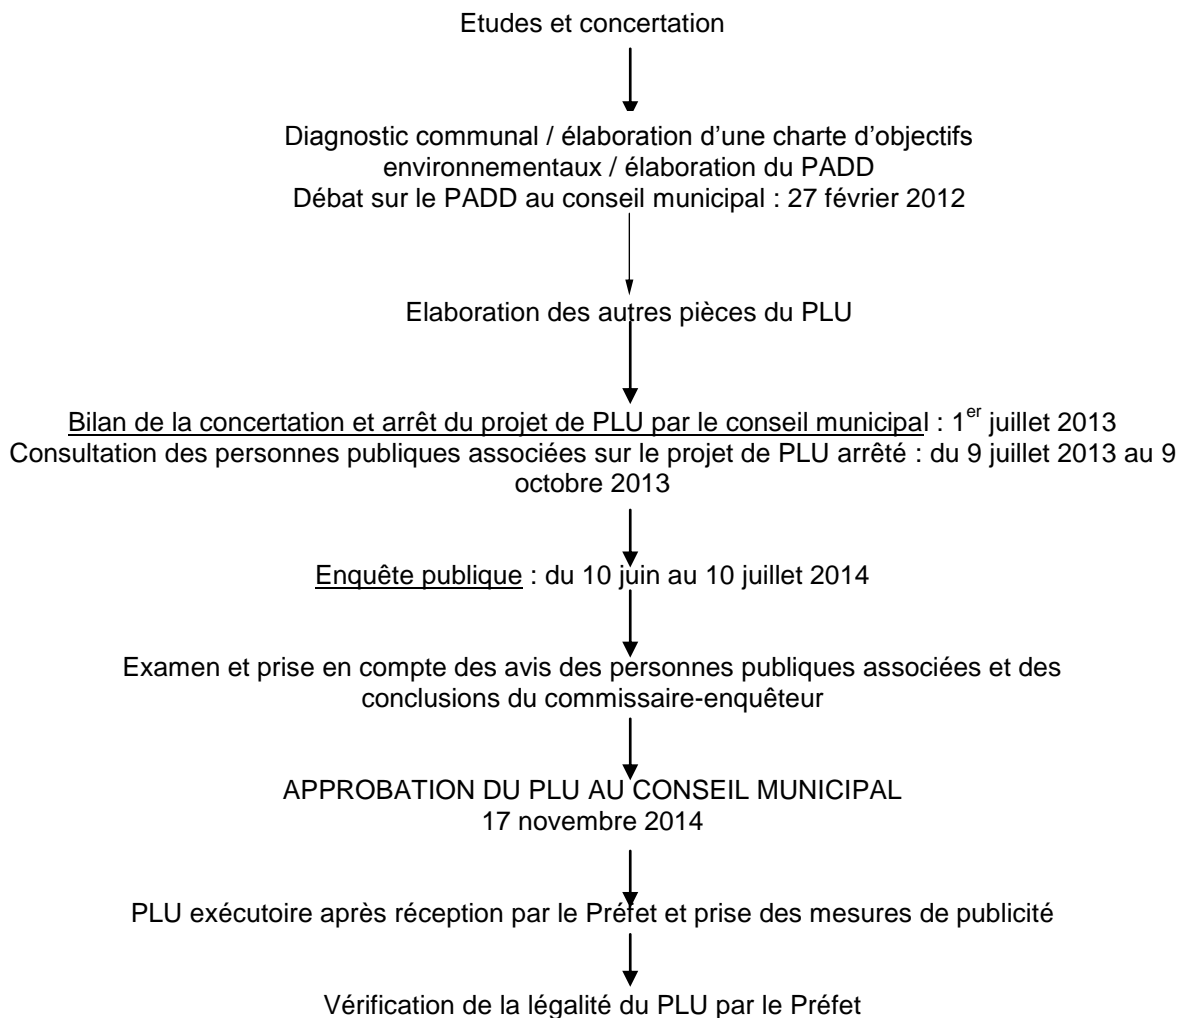 Etudes et concertation
Diagnostic communal / élaboration d'une charte d'objectifs
environnementaux / élaboration du PADD
Débat sur le PADD au conseil municipal : 27 février 2012
Elaboration des autres pièces du PLU
Bilan de la concertation et arrêt du projet de PLU par le conseil municipal : 1er juillet 2013
Consultation des personnes publiques associées sur le projet de PLU arrêté : du 9 juillet 2013 au 9
octobre 2013
Enquête publique : du 10 juin au 10 juillet 2014
Examen et prise en compte des avis des personnes publiques associées et des
conclusions du commissaire-enquêteur
APPROBATION DU PLU AU CONSEIL MUNICIPAL
17 novembre 2014
PLU exécutoire après réception par le Préfet et prise des mesures de publicité
Vérification de la légalité du PLU par le Préfet